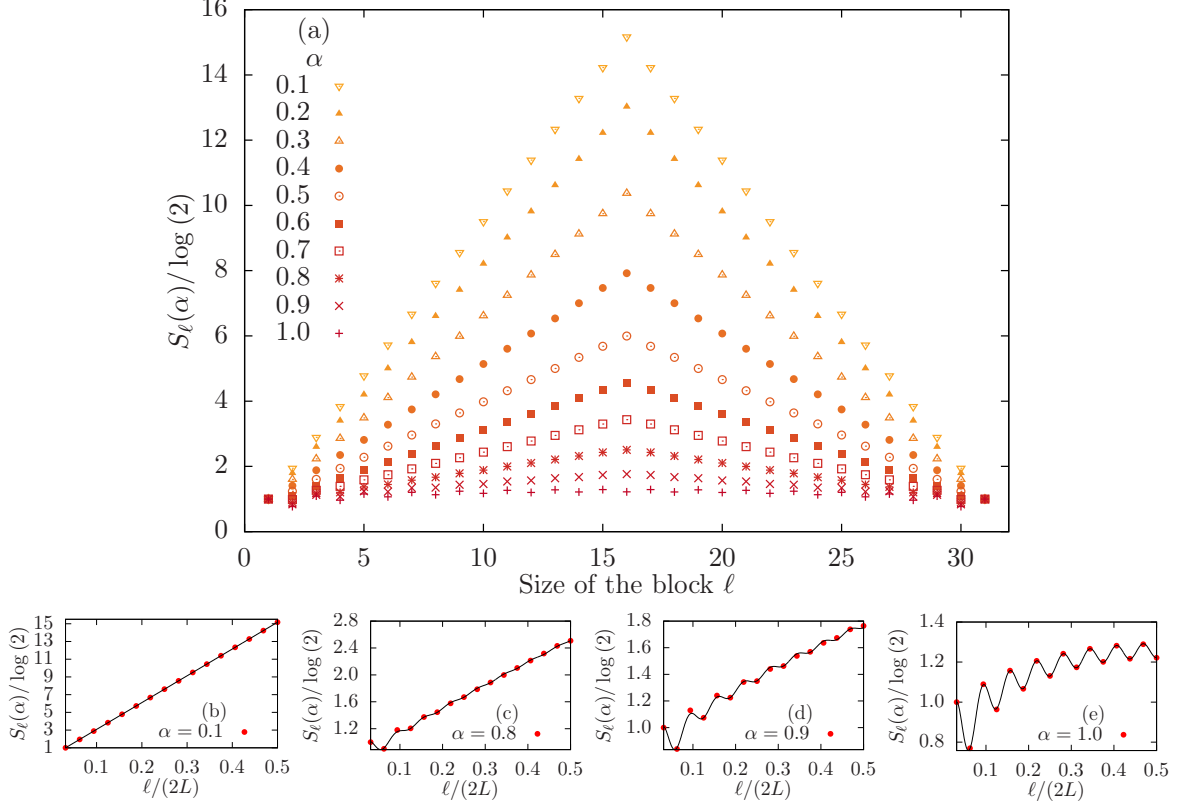 (a)
α
0.1
0.2
0.3
0.4
0.5
0.6
0.7
0.8
0.9
1.0
S_ℓ(α)/ log (2)
16
14
12
10
8
6
4
2
0
0 5 10 15 20 25 30
Size of the block ℓ
S_ℓ(α)/ log (2)
15
13
11
9
7
5
3
1
(b)
α = 0.1
0.1 0.2 0.3 0.4 0.5
ℓ/(2L)
S_ℓ(α)/ log (2)
2.8
2.4
2.0
1.6
1.2
(c)
α = 0.8
0.1 0.2 0.3 0.4 0.5
ℓ/(2L)
S_ℓ(α)/ log (2)
1.8
1.6
1.4
1.2
1.0
(d)
α = 0.9
0.1 0.2 0.3 0.4 0.5
ℓ/(2L)
S_ℓ(α)/ log (2)
1.4
1.2
1.0
0.8
(e)
α = 1.0
0.1 0.2 0.3 0.4 0.5
ℓ/(2L)